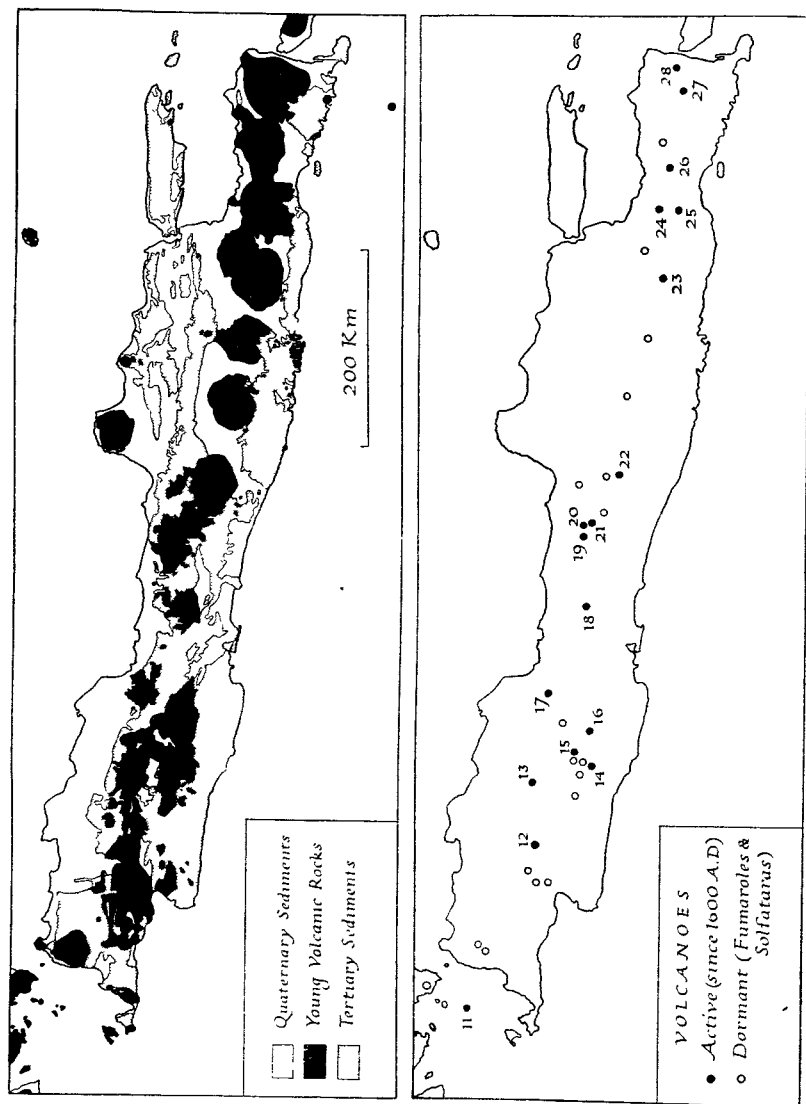 Quaternary Sediments
Young Volcanic Rocks
Tertiary Sediments
200 Km
VOLCANOES
Active (since 1600 A.D)
Dormant (Fumaroles &
Solfataras)
11
12
13
14
15
16
17
18
19
20
21
22
23
24
25
26
27
28